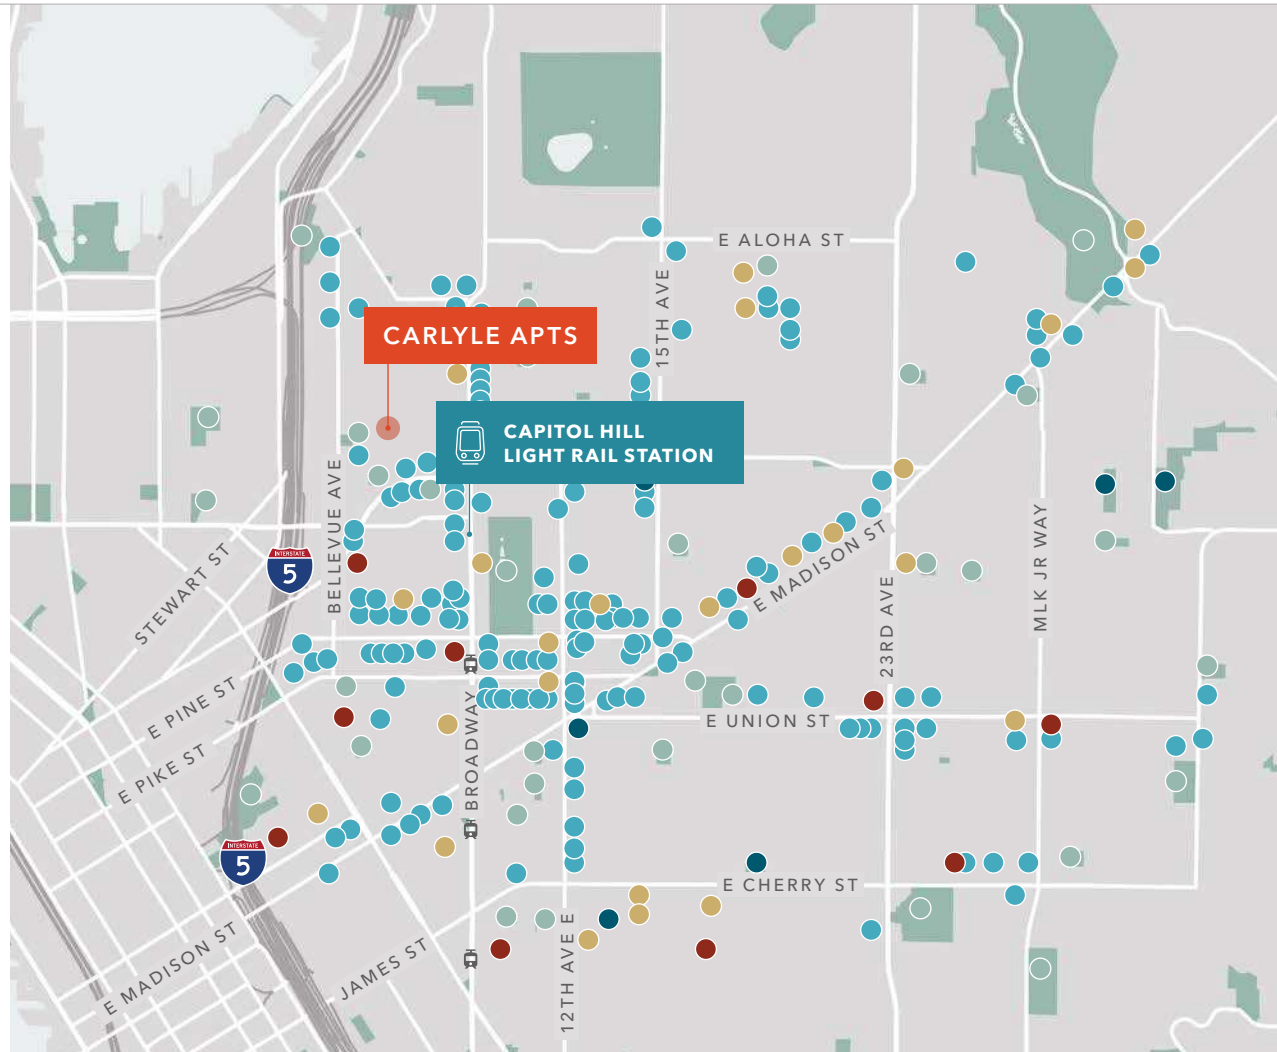 E ALOHA ST
15TH AVE
CARLYLE APTS
CAPITOL HILL
LIGHT RAIL STATION
BELLEVUE AVE
STEWART ST
INTERSTATE
5
E MADISON ST
23RD AVE
MLK JR WAY
E PINE ST
E PIKE ST
BROADWAY
E UNION ST
INTERSTATE
5
E CHERRY ST
E MADISON ST
JAMES ST
12TH AVE E